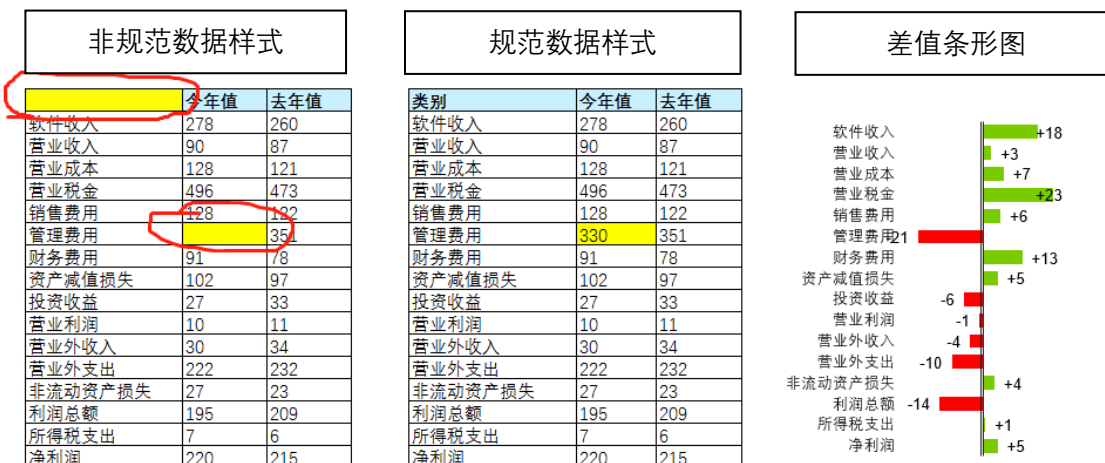 非规范数据样式
规范数据样式
差值条形图
今年值 去年值
软件收入 278 260
营业收入 90 87
营业成本 128 121
营业税金 496 473
销售费用 128 122
管理费用 351
财务费用 91 78
资产减值损失 102 97
投资收益 27 33
营业利润 10 11
营业外收入 30 34
营业外支出 222 232
非流动资产损失 27 23
利润总额 195 209
所得税支出 7 6
净利润 220 215
类别 今年值 去年值
软件收入 278 260
营业收入 90 87
营业成本 128 121
营业税金 496 473
销售费用 128 122
管理费用 330 351
财务费用 91 78
资产减值损失 102 97
投资收益 27 33
营业利润 10 11
营业外收入 30 34
营业外支出 222 232
非流动资产损失 27 23
利润总额 195 209
所得税支出 7 6
净利润 220 215
软件收入 +18
营业收入 +3
营业成本 +7
营业税金 +23
销售费用 +6
管理费用 21
财务费用 +13
资产减值损失 +5
投资收益 -6
营业利润 -1
营业外收入 -4
营业外支出 -10
非流动资产损失 +4
利润总额 -14
所得税支出 +1
净利润 +5